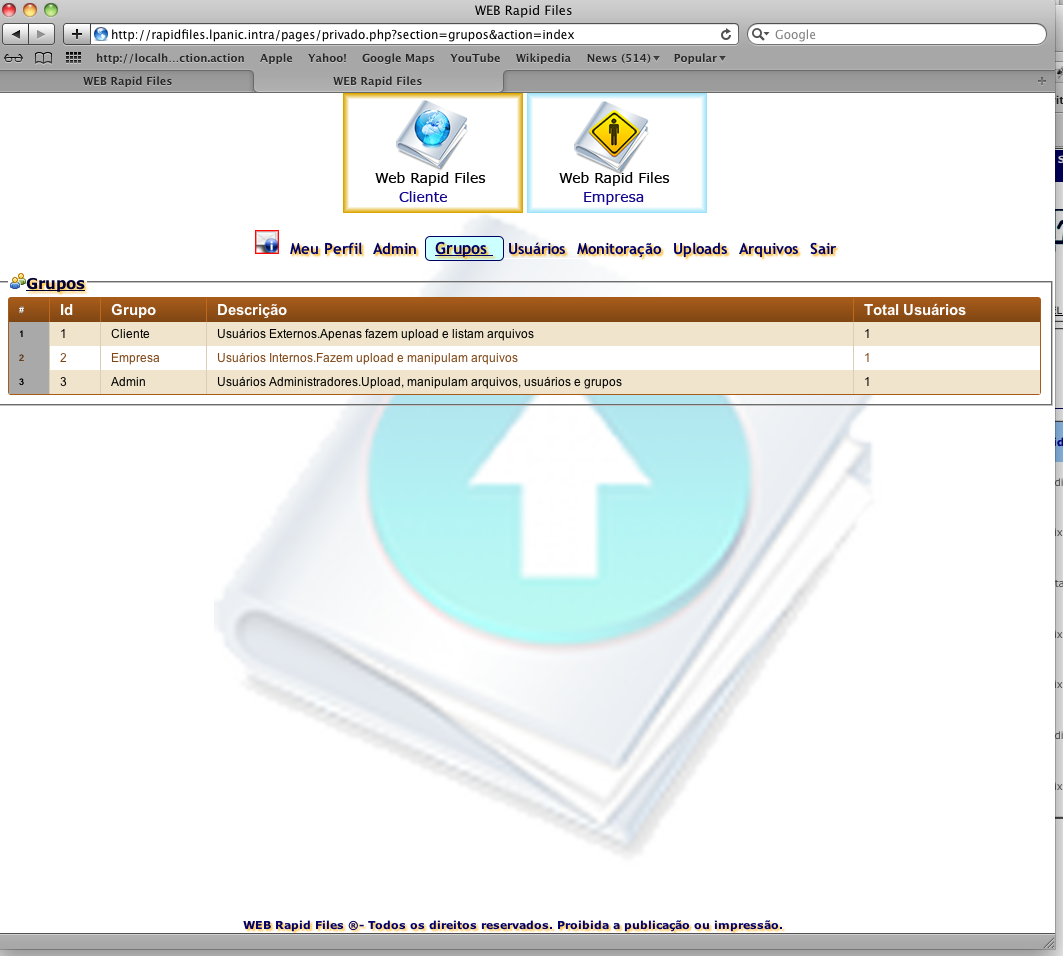 WEB Rapid Files
http://rapidfiles.lpanic.intra/pages/privado.php?section=grupos&action=index
Google
http://localh...ction.action Apple Yahoo! Google Maps YouTube Wikipedia News (514) Popular
WEB Rapid Files WEB Rapid Files
Web Rapid Files Web Rapid Files
Cliente Empresa
Meu Perfil Admin Grupos Usuários Monitoração Uploads Arquivos Sair
Grupos
# Id Grupo Descrição Total Usuários
1 1 Cliente Usuários Externos.Apenas fazem upload e listam arquivos 1
2 2 Empresa Usuários Internos.Fazem upload e manipulam arquivos 1
3 3 Admin Usuários Administradores.Upload, manipulam arquivos, usuários e grupos 1
WEB Rapid Files ®- Todos os direitos reservados. Proibida a publicação ou impressão.